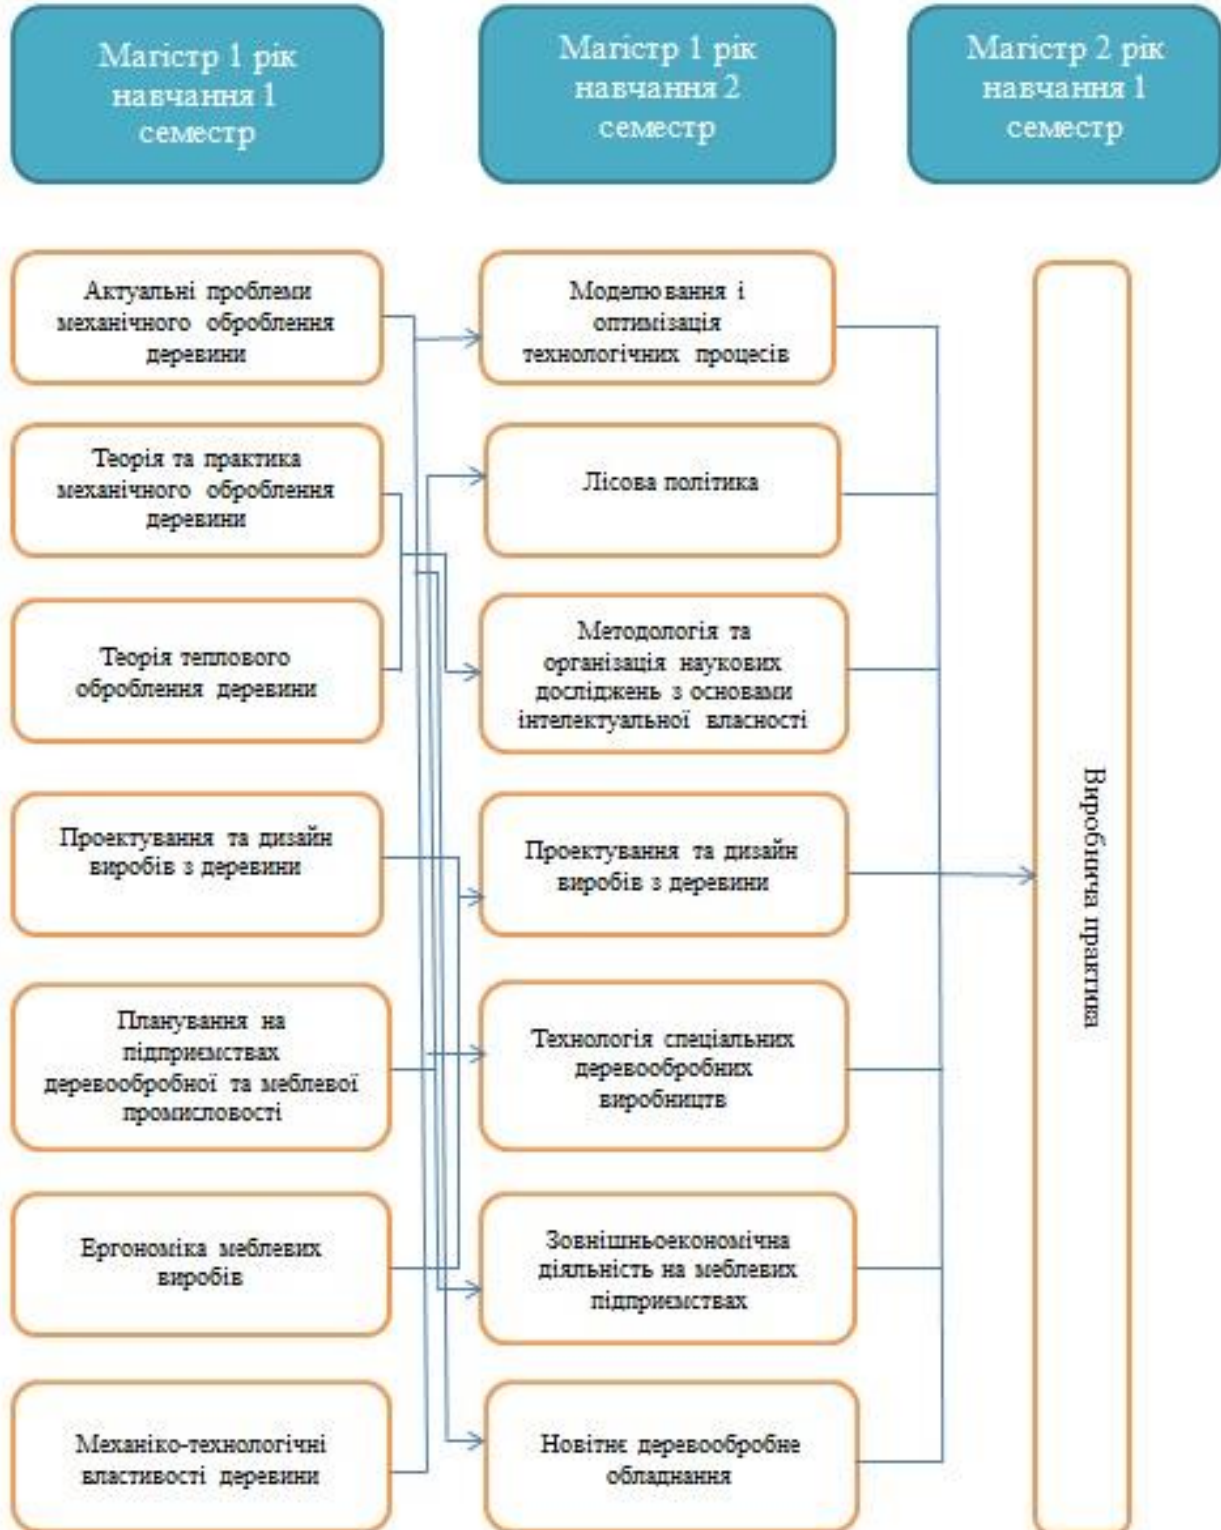 Магістр 1 рік
навчання 1
семестр
Магістр 1 рік
навчання 2
семестр
Магістр 2 рік
навчання 1
семестр
Актуальні проблеми
механічного оброблення
деревини
Теорія та практика
механічного оброблення
деревини
Теорія теплового
оброблення деревини
Проектування та дизайн
виробів з деревини
Планування на
підприємствах
деревообробної та меблевої
промисловості
Ергономіка меблевих
виробів
Механіко-технологічні
властивості деревини
Моделювання і
оптимізація
технологічних процесів
Лісова політика
Методологія та
організація наукових
досліджень з основами
інтелектуальної власності
Проектування та дизайн
виробів з деревини
Технологія спеціальних
деревообробних
виробництв
Зовнішньоекономічна
діяльність на меблевих
підприємствах
Новітнє деревообробне
обладнання
Виробнича практика